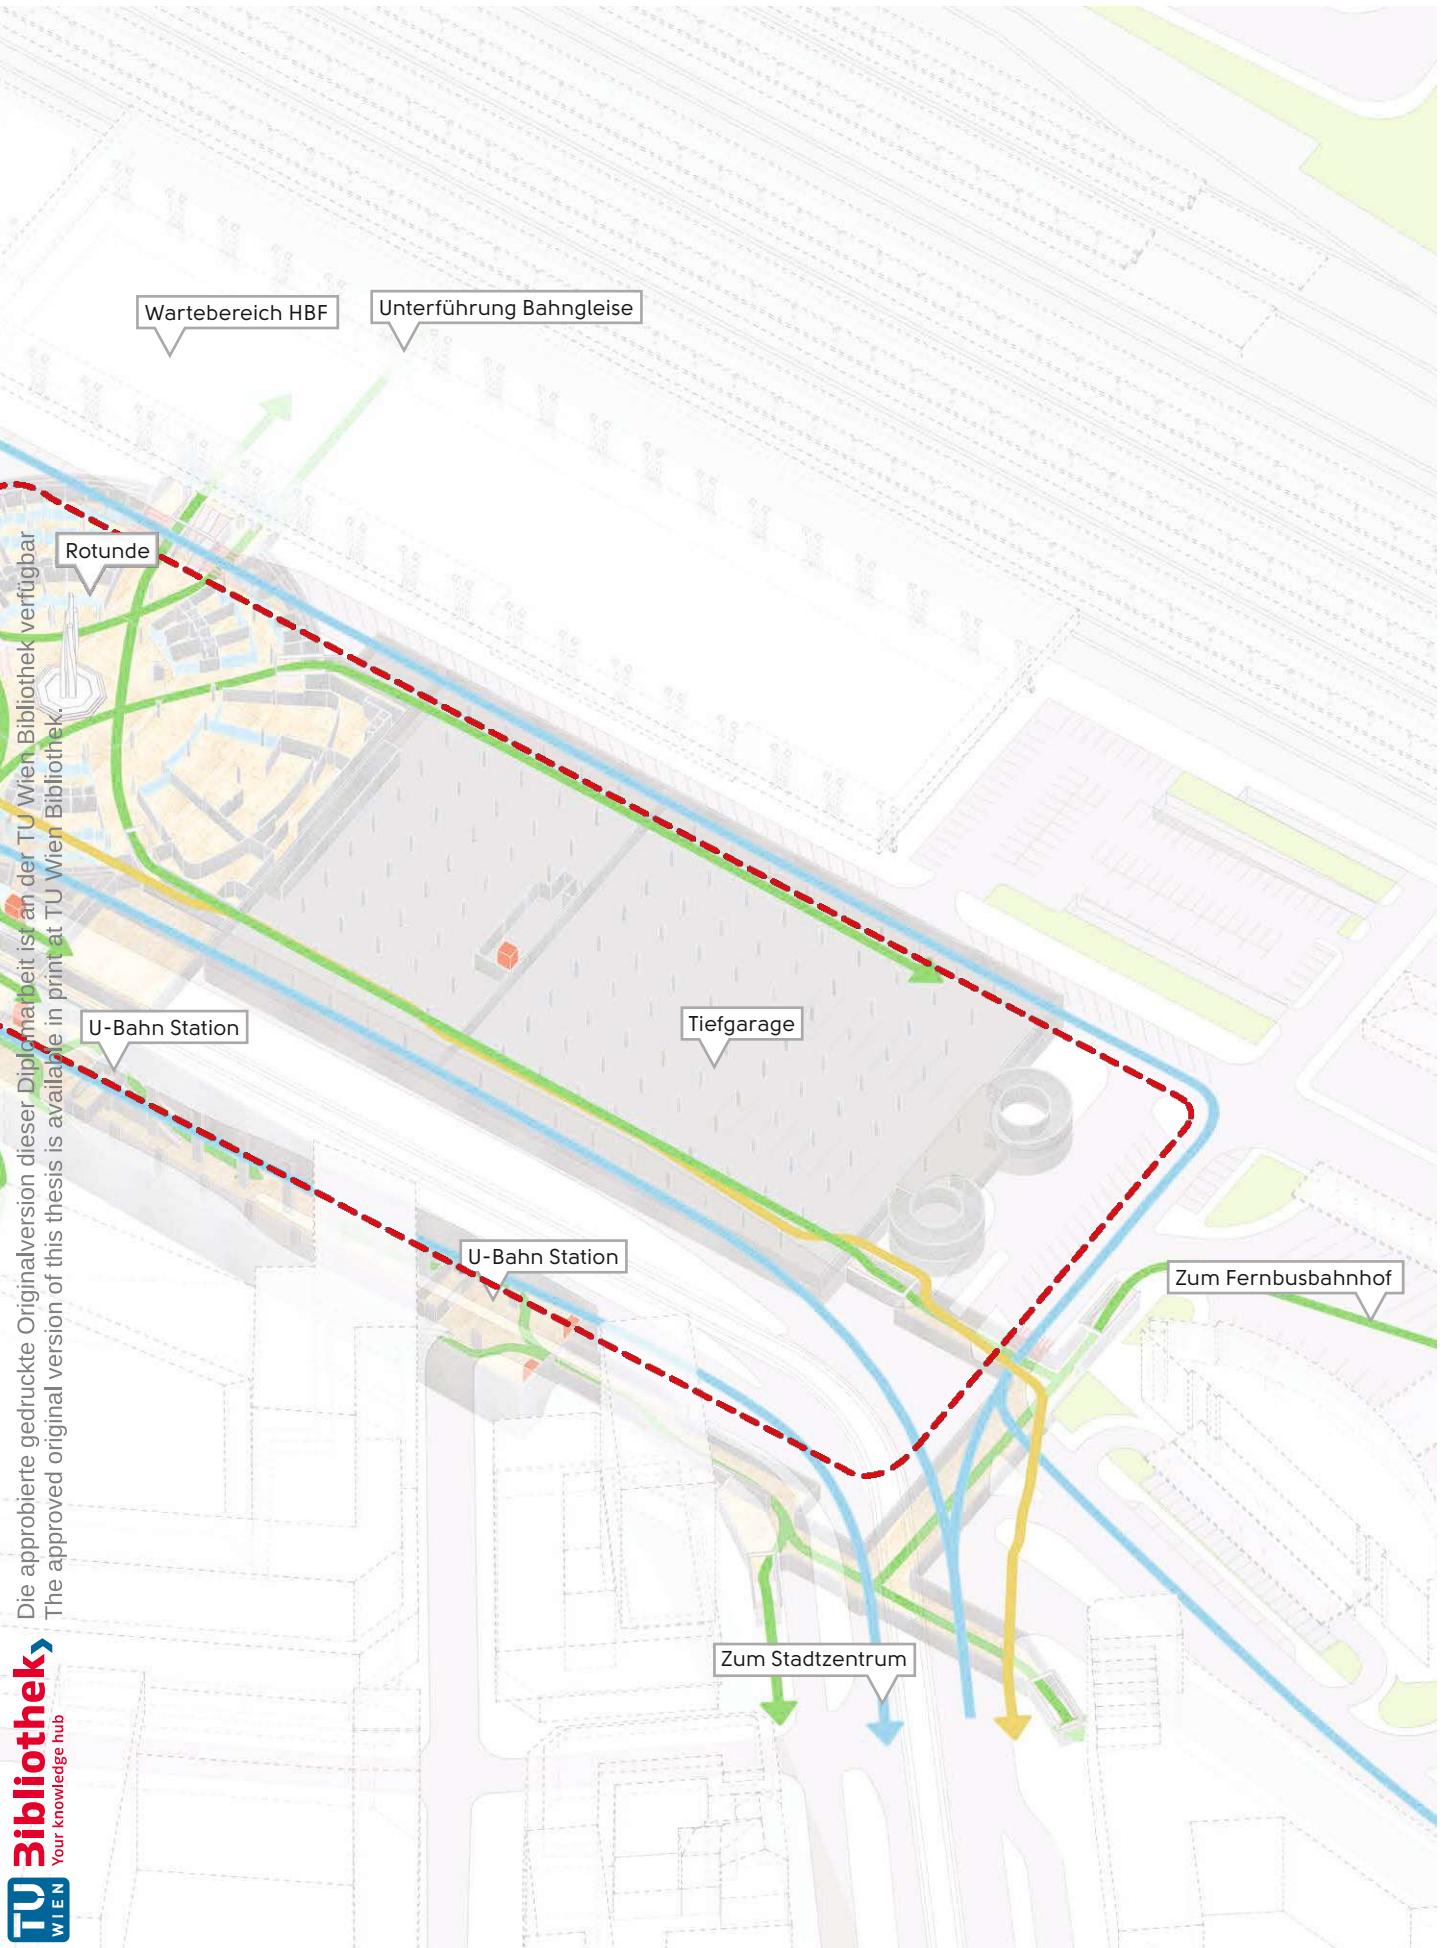 Wartebereich HBF
Unterführung Bahngleise
Rotunde
U-Bahn Station
Tiefgarage
U-Bahn Station
Zum Fernbusbahnhof
Zum Stadtzentrum
Die approbierte gedruckte Originalversion dieser Diplomarbeit ist an der TU Wien Bibliothek verfügbar
The approved original version of this thesis is available in print at TU Wien Bibliothek.
TU
WIEN
Bibliothek
Your knowledge hub